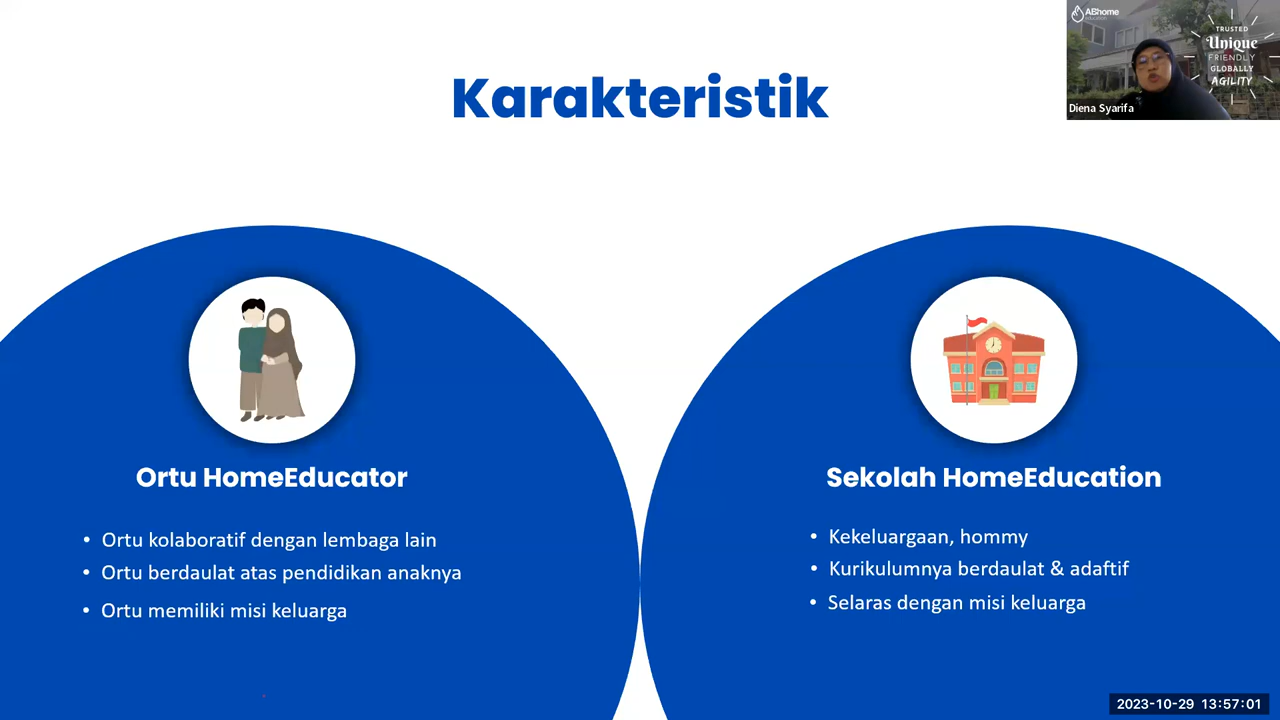 ABhome
education
TRUSTED
Unique
FRIENDLY
GLOBALLY
AGILITY
Diena Syarifa
Karakteristik
Ortu HomeEducator
• Ortu kolaboratif dengan lembaga lain
• Ortu berdaulat atas pendidikan anaknya
• Ortu memiliki misi keluarga
Sekolah HomeEducation
• Kekeluargaan, hommy
• Kurikulumnya berdaulat & adaftif
• Selaras dengan misi keluarga
2023-10-29 13:57:01